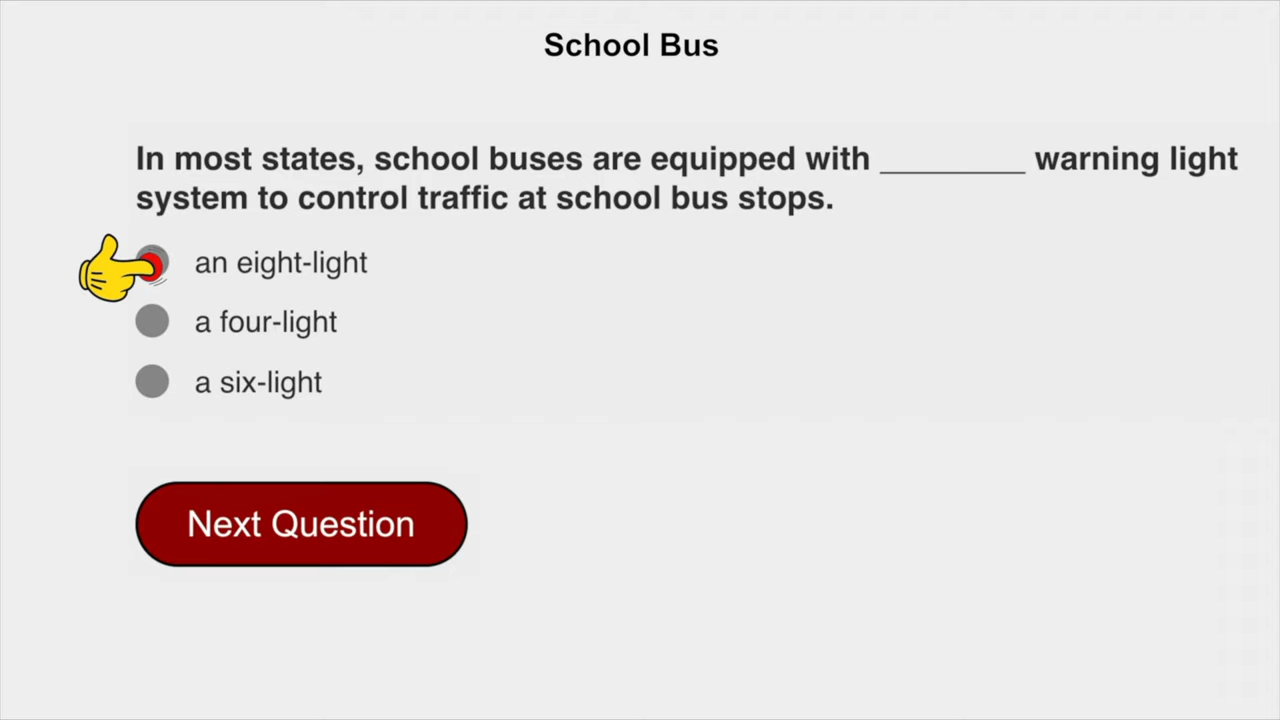 School Bus
In most states, school buses are equipped with _________ warning light
system to control traffic at school bus stops.
an eight-light
a four-light
a six-light
Next Question